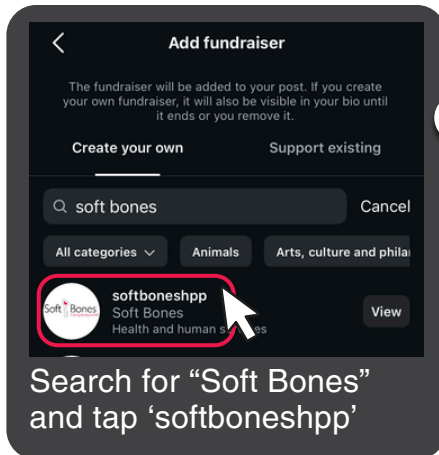 Add fundraiser
The fundraiser will be added to your post. If you create
your own fundraiser, it will also be visible in your bio until
it ends or you remove it.
Create your own Support existing
soft bones Cancel
All categories Animals Arts, culture and
softboneshpp
Soft Bones
Soft Bones View
Health and human
Search for “Soft Bones”
and tap ‘softboneshpp’